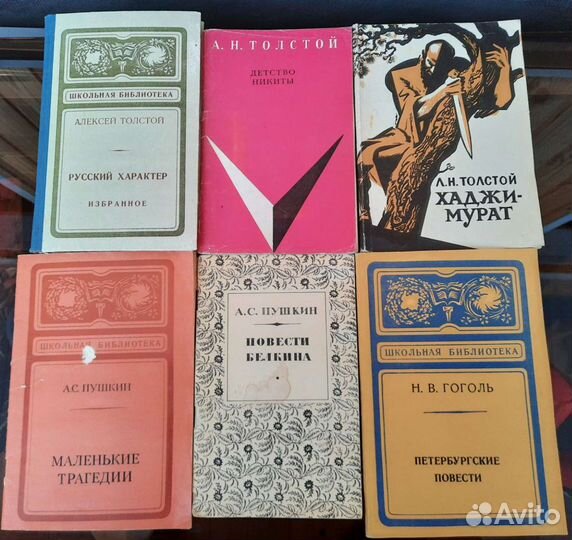 ШКОЛЬНАЯ БИБЛИОТЕКА
АЛЕКСЕЙ ТОЛСТОЙ
РУССКИЙ ХАРАКТЕР
ИЗБРАННОЕ
А. Н. ТОЛСТОЙ
ДЕТСТВО
НИКИТЫ
Л.Н.ТОЛСТОЙ
ХАДЖИ-
МУРАТ
ШКОЛЬНАЯ БИБЛИОТЕКА
А.С. ПУШКИН
МАЛЕНЬКИЕ
ТРАГЕДИИ
А.С. ПУШКИН
ПОВЕСТИ
БЕЛКИНА
ШКОЛЬНАЯ БИБЛИОТЕКА
Н. В. ГОГОЛЬ
ПЕТЕРБУРГСКИЕ
ПОВЕСТИ
Avito